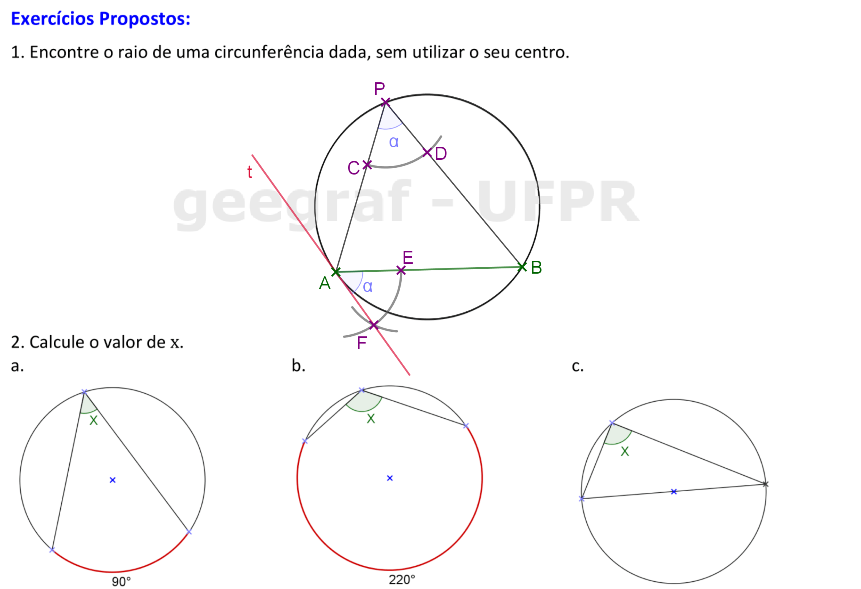 Exercícios Propostos:
1. Encontre o raio de uma circunferência dada, sem utilizar o seu centro.
P
α
D
C
t
geegraf - UFPR
E
B
A
α
F
2. Calcule o valor de x.
a.
b.
c.
X
X
X
90°
220°